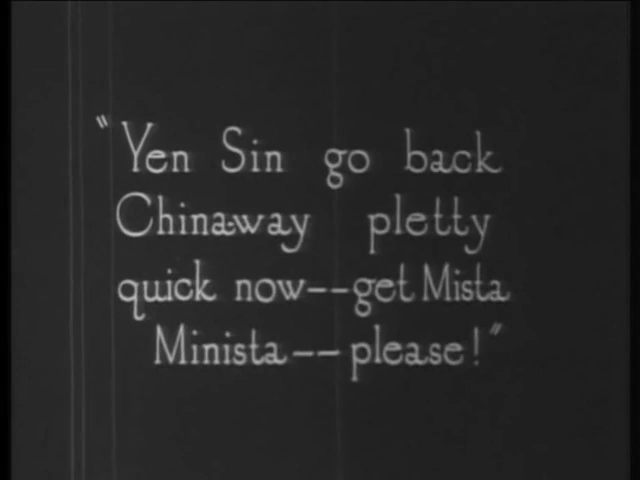 "Yen Sin go back
Chinaway pletty
quick now--get Mista
Minista--please!"